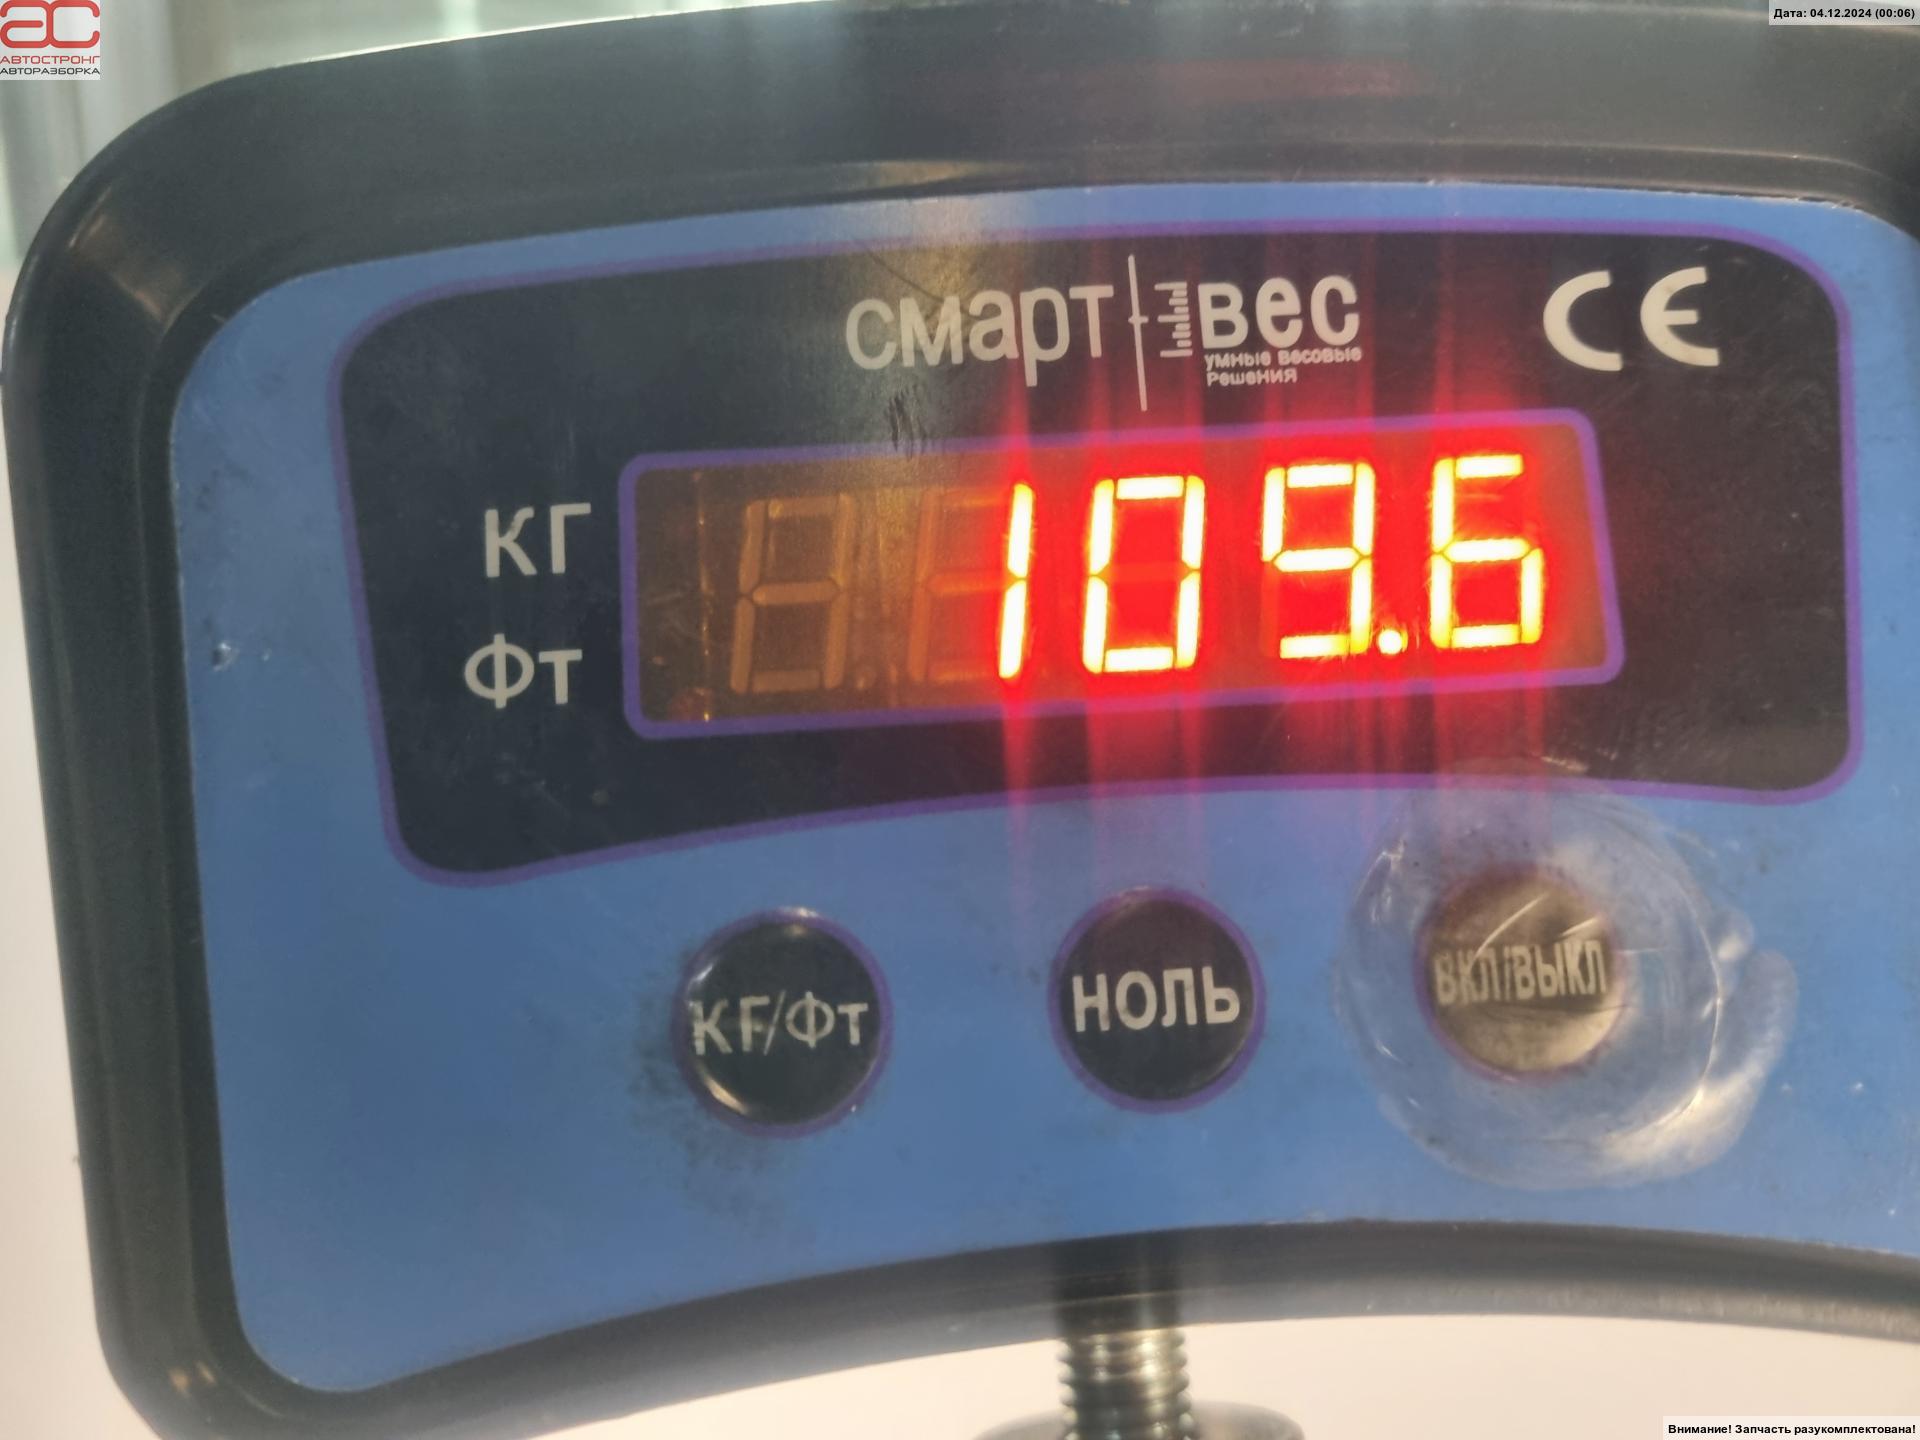 АС
АВТОСТРОНГ
АВТОРАЗБОРКА
Дата: 04.12.2024 (00:06)
смарт вес
умные весовые
решения
CE
КГ
ФТ
109.6
КГ/ФТ
НОЛЬ
ВКЛ/ВЫКЛ
Внимание! Запчасть разукомплектована!